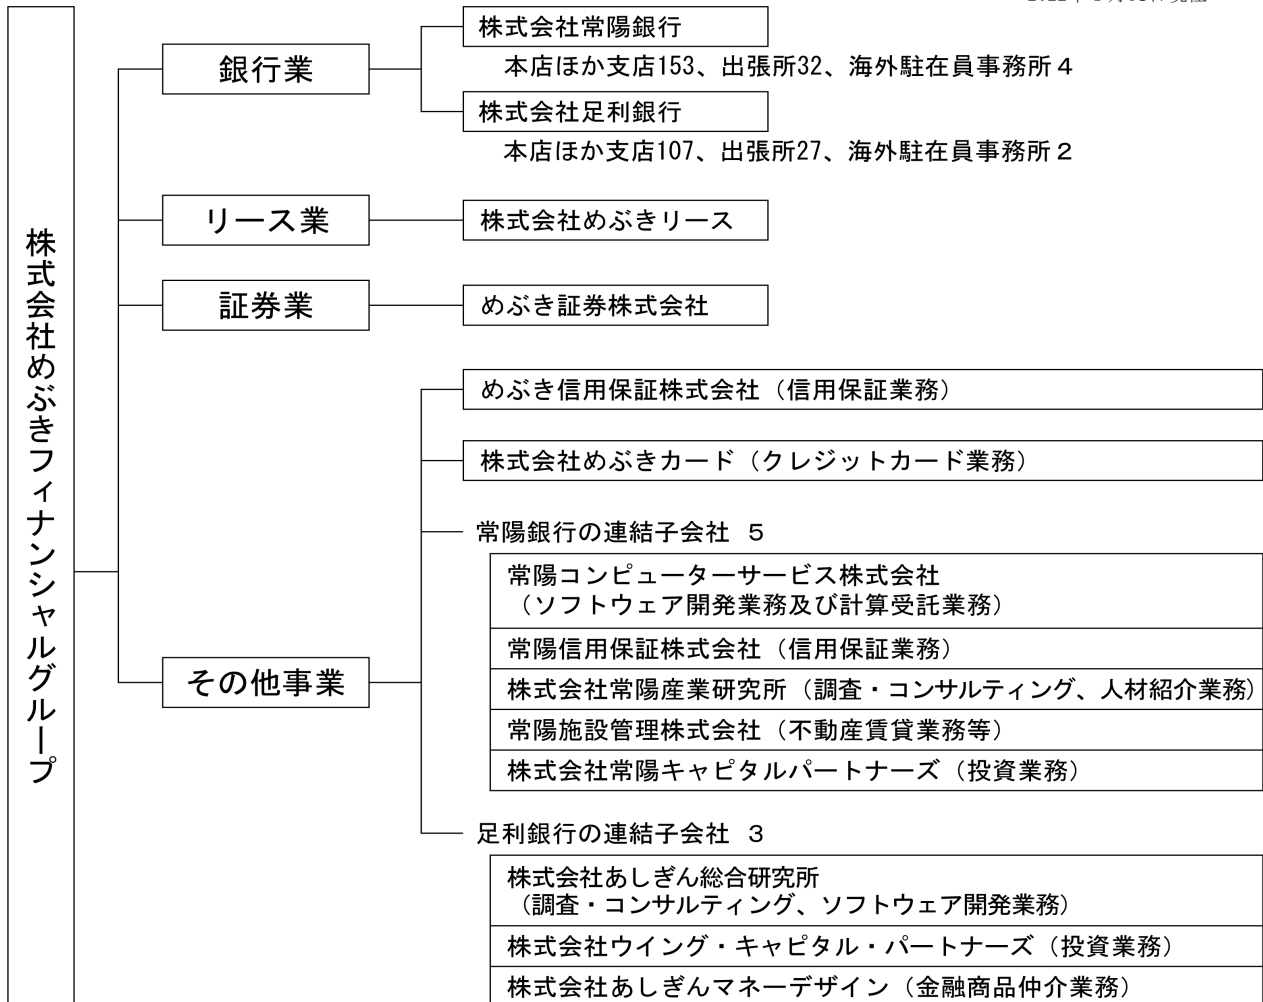 株式会社めぶきフィナンシャルグループ
銀行業
株式会社常陽銀行
本店ほか支店153、出張所32、海外駐在員事務所４
株式会社足利銀行
本店ほか支店107、出張所27、海外駐在員事務所２
リース業
株式会社めぶきリース
証券業
めぶき証券株式会社
その他事業
めぶき信用保証株式会社（信用保証業務）
株式会社めぶきカード（クレジットカード業務）
常陽銀行の連結子会社 5
常陽コンピューターサービス株式会社
（ソフトウェア開発業務及び計算受託業務）
常陽信用保証株式会社（信用保証業務）
株式会社常陽産業研究所（調査・コンサルティング、人材紹介業務）
常陽施設管理株式会社（不動産賃貸業務等）
株式会社常陽キャピタルパートナーズ（投資業務）
足利銀行の連結子会社 3
株式会社あしぎん総合研究所
（調査・コンサルティング、ソフトウェア開発業務）
株式会社ウイング・キャピタル・パートナーズ（投資業務）
株式会社あしぎんマネーデザイン（金融商品仲介業務）